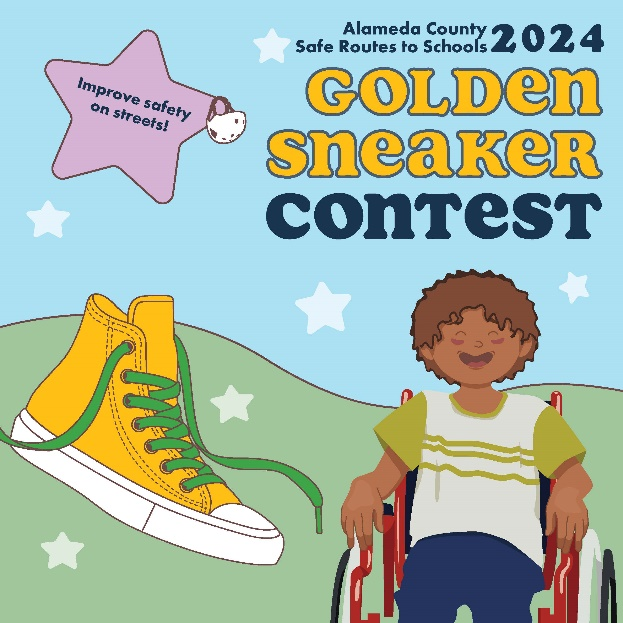 Alameda County
Safe Routes to Schools 2024
GOLDEN
SNEAKER
CONTEST
Improve safety
on streets!